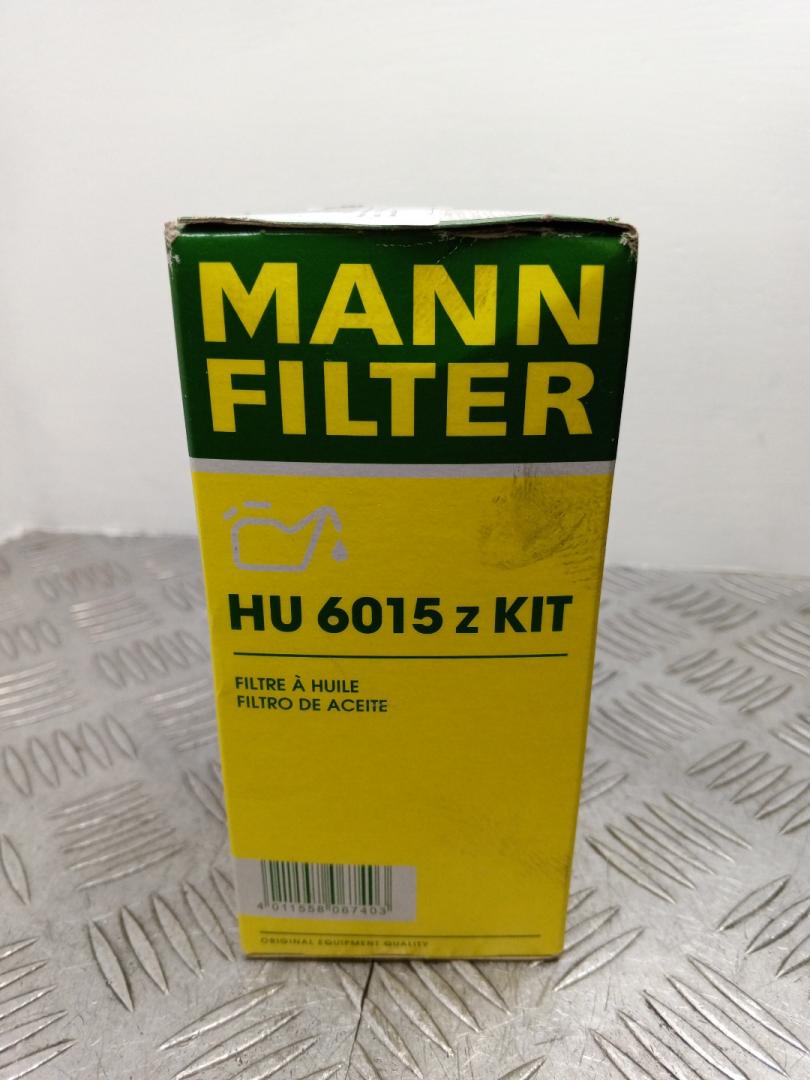 MANN
FILTER
HU 6015 z KIT
FILTRE À HUILE
FILTRO DE ACEITE
4 011558 067403
ORIGINAL EQUIPMENT QUALITY